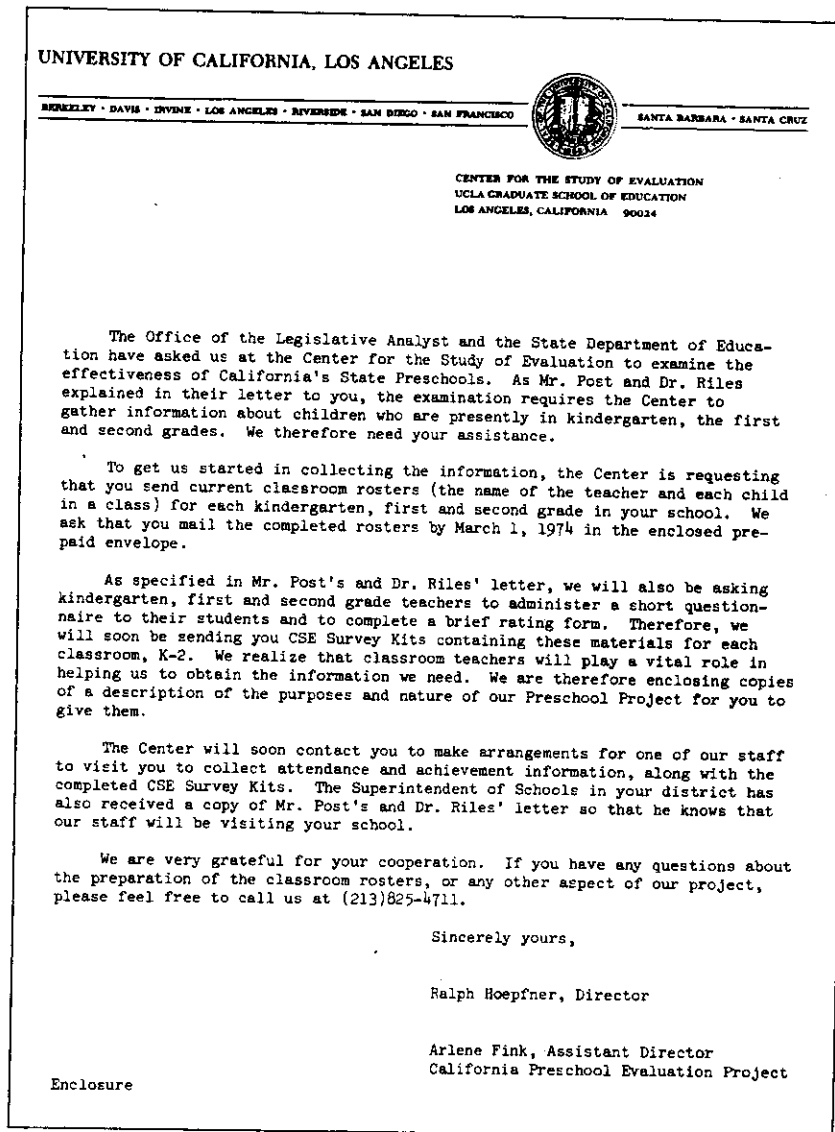 UNIVERSITY OF CALIFORNIA, LOS ANGELES
BERKELEY · DAVIS · IRVINE · LOS ANGELES · RIVERSIDE · SAN DIEGO · SAN FRANCISCO
SANTA BARBARA · SANTA CRUZ
CENTER FOR THE STUDY OF EVALUATION
UCLA GRADUATE SCHOOL OF EDUCATION
LOS ANGELES, CALIFORNIA 90024
The Office of the Legislative Analyst and the State Department of Educa-
tion have asked us at the Center for the Study of Evaluation to examine the
effectiveness of California's State Preschools. As Mr. Post and Dr. Riles
explained in their letter to you, the examination requires the Center to
gather information about children who are presently in kindergarten, the first
and second grades. We therefore need your assistance.
To get us started in collecting the information, the Center is requesting
that you send current classroom rosters (the name of the teacher and each child
in a class) for each kindergarten, first and second grade in your school. We
ask that you mail the completed rosters by March 1, 1974 in the enclosed pre-
paid envelope.
As specified in Mr. Post's and Dr. Riles' letter, we will also be asking
kindergarten, first and second grade teachers to administer a short question-
naire to their students and to complete a brief rating form. Therefore, we
will soon be sending you CSE Survey Kits containing these materials for each
classroom, K-2. We realize that classroom teachers will play a vital role in
helping us to obtain the information we need. We are therefore enclosing copies
of a description of the purposes and nature of our Preschool Project for you to
give them.
The Center will soon contact you to make arrangements for one of our staff
to visit you to collect attendance and achievement information, along with the
completed CSE Survey Kits. The Superintendent of Schools in your district has
also received a copy of Mr. Post's and Dr. Riles' letter so that he knows that
our staff will be visiting your school.
We are very grateful for your cooperation. If you have any questions about
the preparation of the classroom rosters, or any other aspect of our project,
please feel free to call us at (213)825-4711.
Sincerely yours,
Ralph Hoepfner, Director
Arlene Fink, Assistant Director
California Preschool Evaluation Project
Enclosure